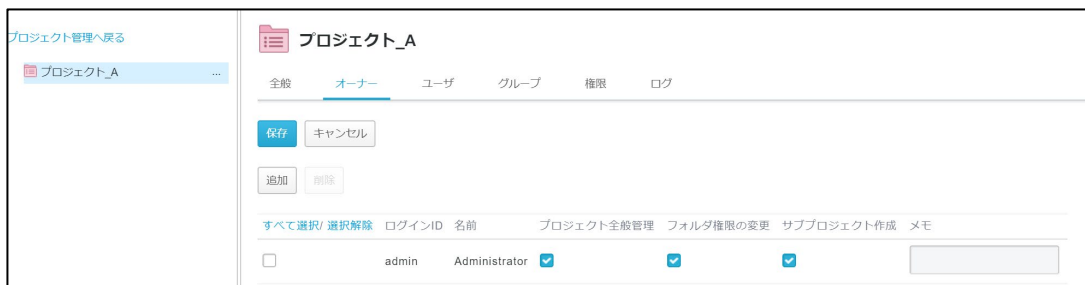 プロジェクト管理へ戻る
プロジェクト_A ...
プロジェクト_A
全般 オーナー ユーザ グループ 権限 ログ
保存 キャンセル
追加 削除
すべて選択/ 選択解除 ログインID 名前 プロジェクト全般管理 フォルダ権限の変更 サブプロジェクト作成 メモ
admin Administrator